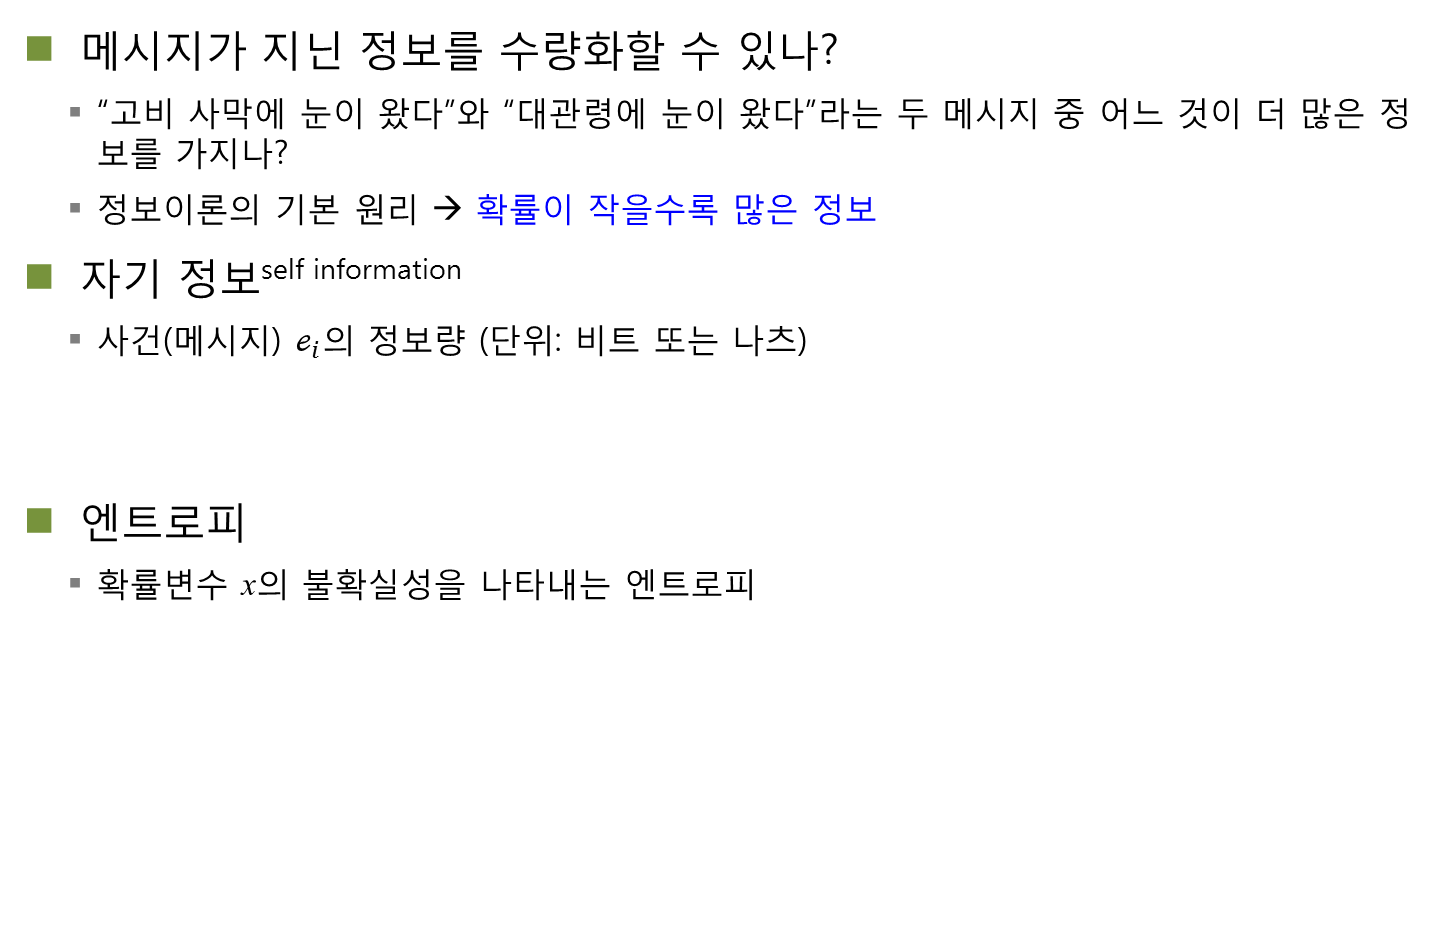 메시지가 지닌 정보를 수량화할 수 있나?
“고비 사막에 눈이 왔다”와 “대관령에 눈이 왔다”라는 두 메시지 중 어느 것이 더 많은 정
보를 가지나?
정보이론의 기본 원리 → 확률이 작을수록 많은 정보
자기 정보self information
사건(메시지) eᵢ의 정보량 (단위: 비트 또는 나츠)
엔트로피
확률변수 x의 불확실성을 나타내는 엔트로피